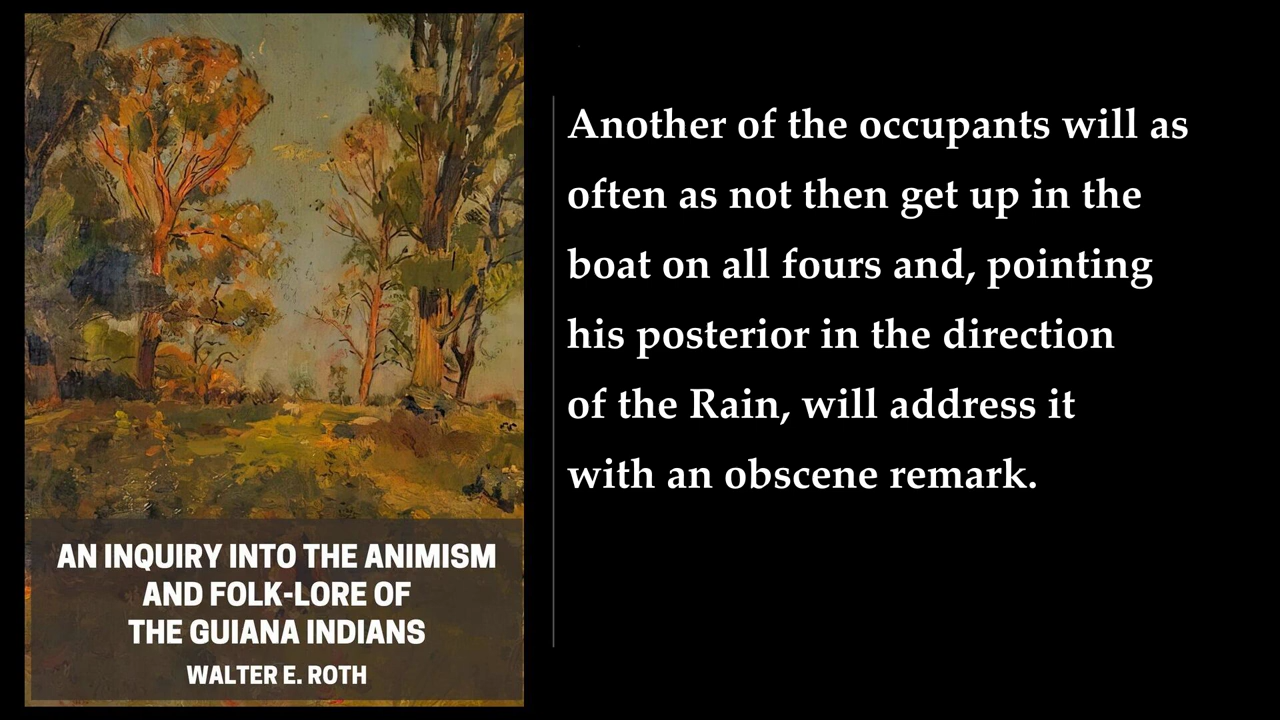 Another of the occupants will as
often as not then get up in the
boat on all fours and, pointing
his posterior in the direction
of the Rain, will address it
with an obscene remark.
AN INQUIRY INTO THE ANIMISM
AND FOLK-LORE OF
THE GUIANA INDIANS
WALTER E. ROTH